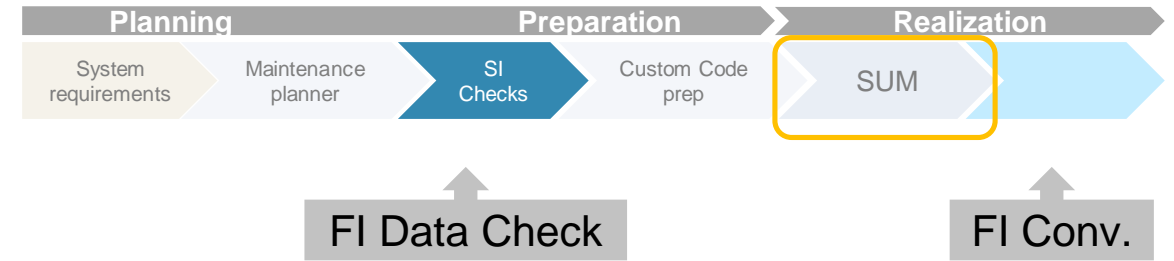 Planning
Preparation
Realization
System
requirements
Maintenance
planner
SI
Checks
Custom Code
prep
SUM
FI Data Check
FI Conv.